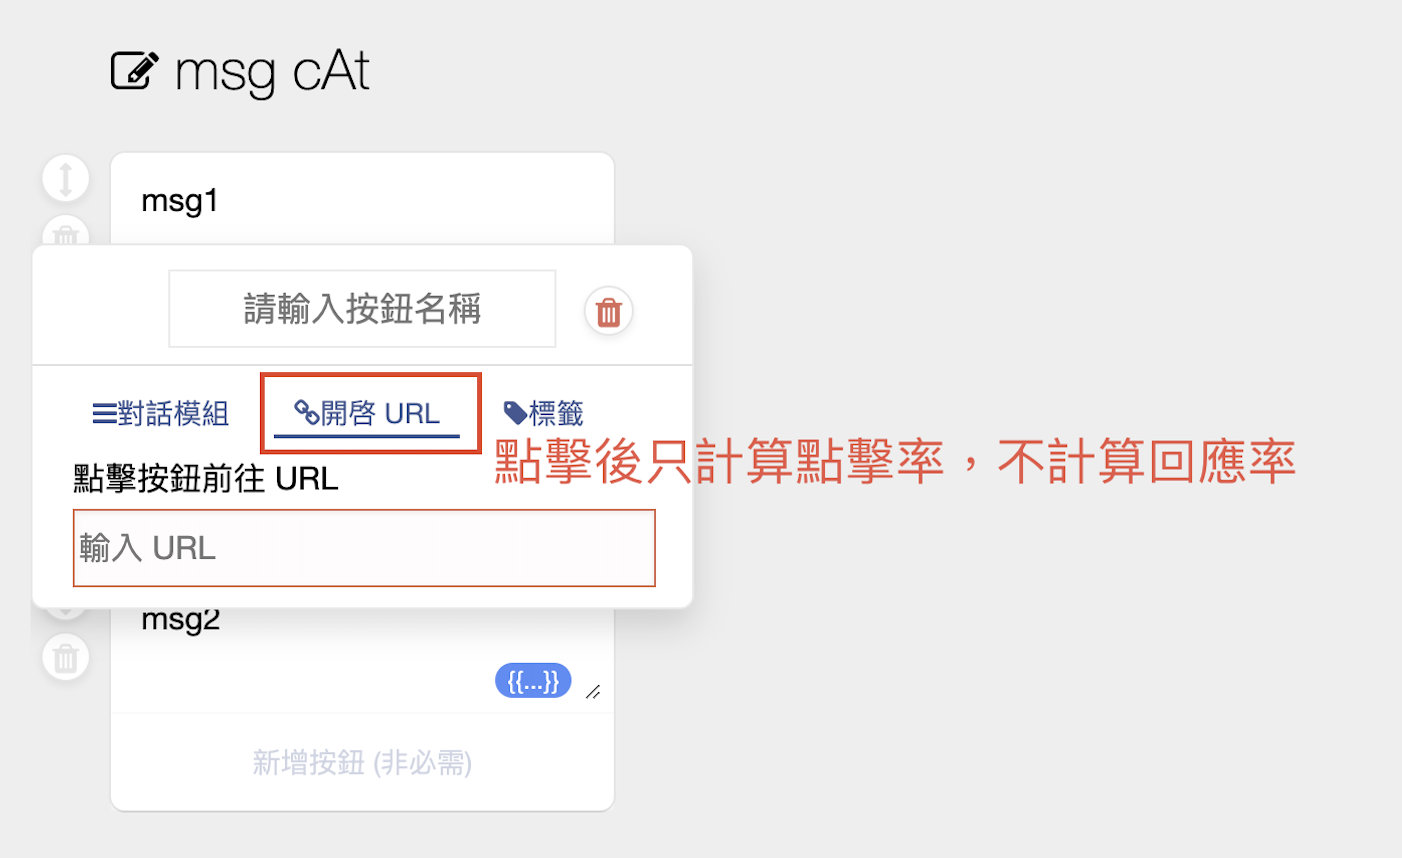 msg cAt
msg1
請輸入按鈕名稱
對話模組
開啓 URL
標籤
點擊後只計算點擊率，不計算回應率
點擊按鈕前往 URL
輸入 URL
msg2
{{...}}
新增按鈕 (非必需)